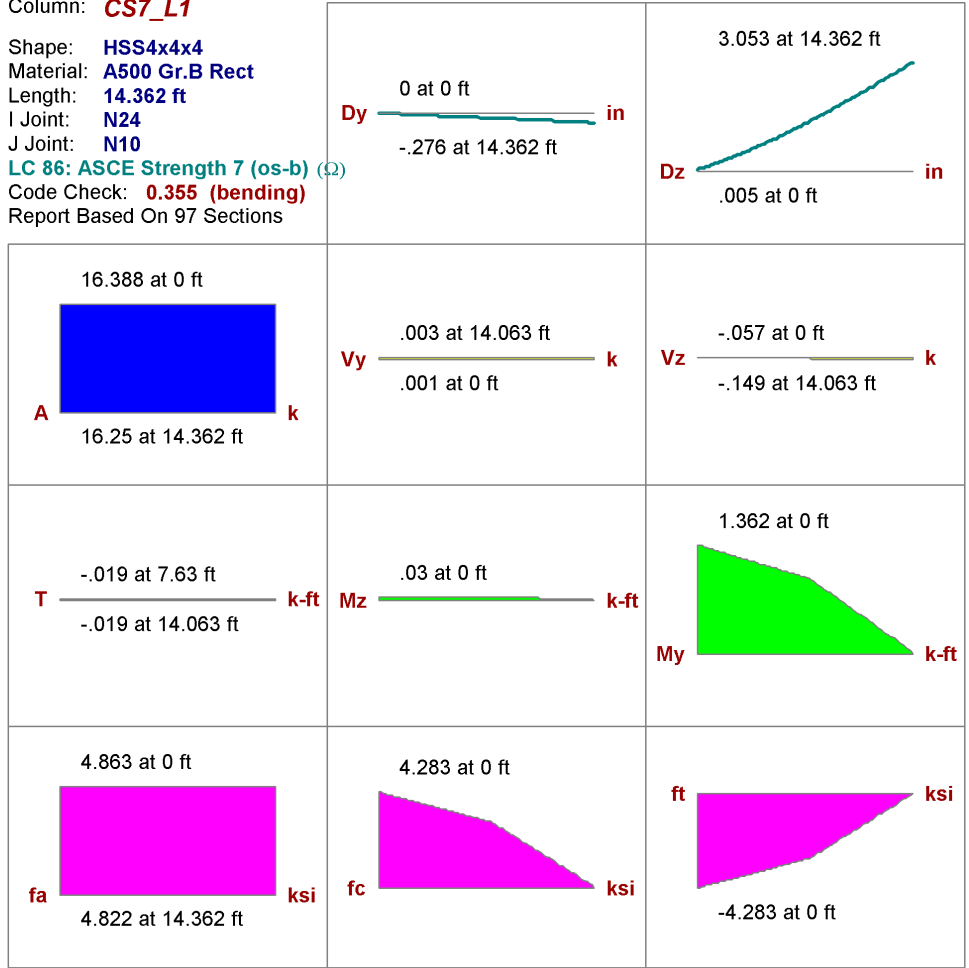 Column: CS7_L1
Shape: HSS4x4x4
Material: A500 Gr.B Rect
Length: 14.362 ft
I Joint: N24
J Joint: N10
LC 86: ASCE Strength 7 (os-b) (Ω)
Code Check: 0.355 (bending)
Report Based On 97 Sections
0 at 0 ft
Dy in
-.276 at 14.362 ft
3.053 at 14.362 ft
Dz in
.005 at 0 ft
16.388 at 0 ft
A k
16.25 at 14.362 ft
.003 at 14.063 ft
Vy k
.001 at 0 ft
-.057 at 0 ft
Vz k
-.149 at 14.063 ft
-.019 at 7.63 ft
T k-ft
-.019 at 14.063 ft
.03 at 0 ft
Mz k-ft
1.362 at 0 ft
My k-ft
4.863 at 0 ft
fa ksi
4.822 at 14.362 ft
4.283 at 0 ft
fc ksi
ft ksi
-4.283 at 0 ft